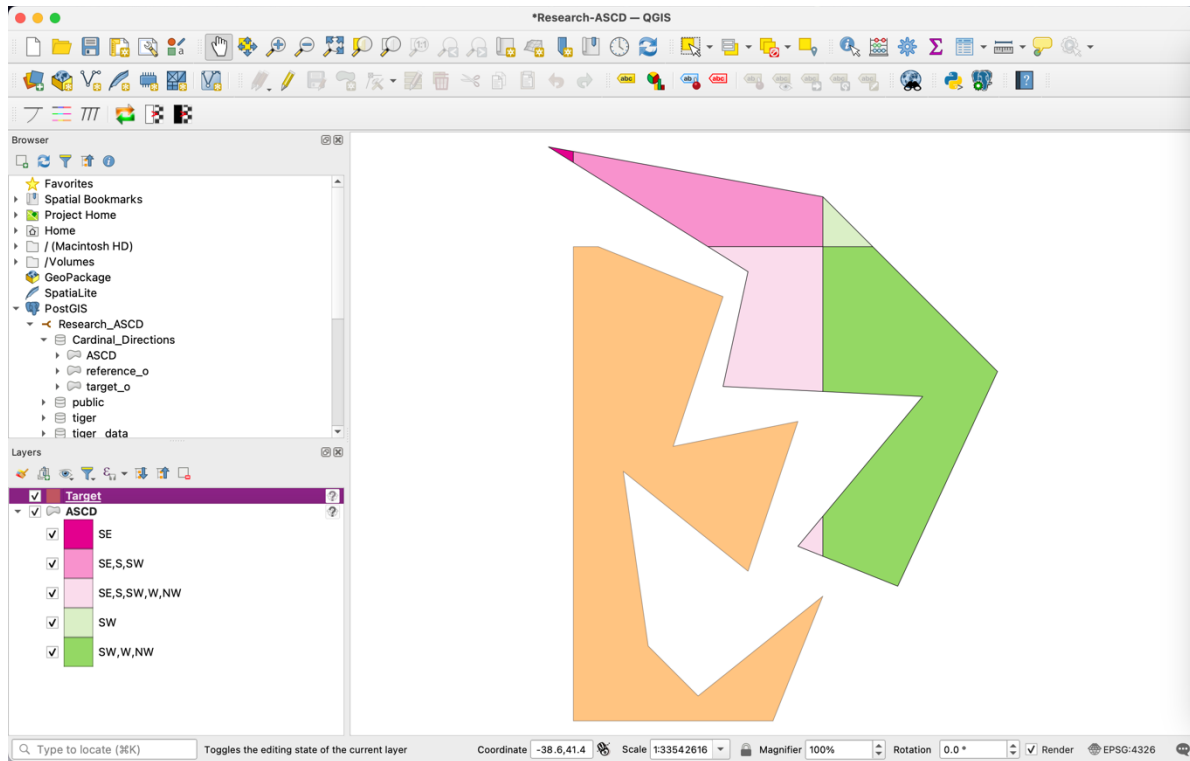 *Research-ASCD — QGIS
Browser
Favorites
Spatial Bookmarks
Project Home
Home
/ (Macintosh HD)
/Volumes
GeoPackage
SpatiaLite
PostGIS
Research_ASCD
Cardinal_Directions
ASCD
reference_o
target_o
public
tiger
tiger_data
Layers
Target
ASCD
SE
SE,S,SW
SE,S,SW,W,NW
SW
SW,W,NW
Type to locate (⌘K) Toggles the editing state of the current layer Coordinate -38.6,41.4 Scale 1:33542616 Magnifier 100% Rotation 0.0 ° Render EPSG:4326